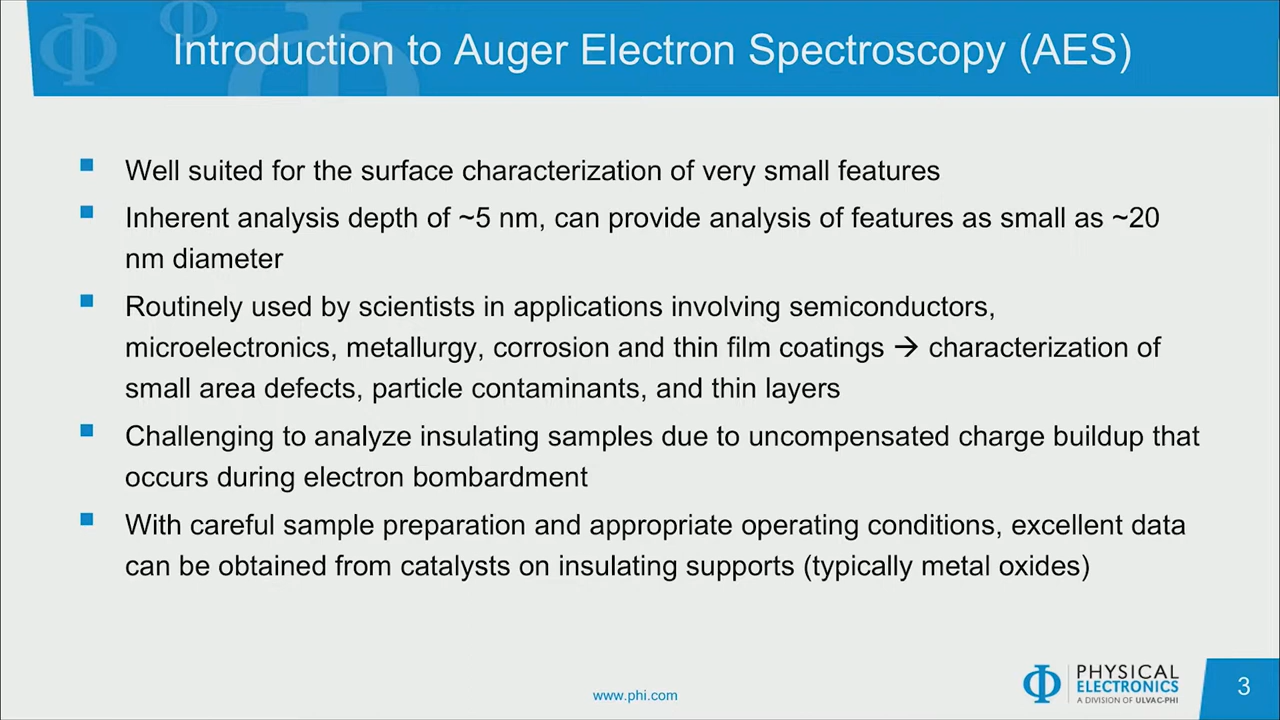 Introduction to Auger Electron Spectroscopy (AES)
Well suited for the surface characterization of very small features
Inherent analysis depth of ~5 nm, can provide analysis of features as small as ~20
nm diameter
Routinely used by scientists in applications involving semiconductors,
microelectronics, metallurgy, corrosion and thin film coatings → characterization of
small area defects, particle contaminants, and thin layers
Challenging to analyze insulating samples due to uncompensated charge buildup that
occurs during electron bombardment
With careful sample preparation and appropriate operating conditions, excellent data
can be obtained from catalysts on insulating supports (typically metal oxides)
www.phi.com
PHYSICAL
ELECTRONICS
A DIVISION OF ULVAC-PHI
3